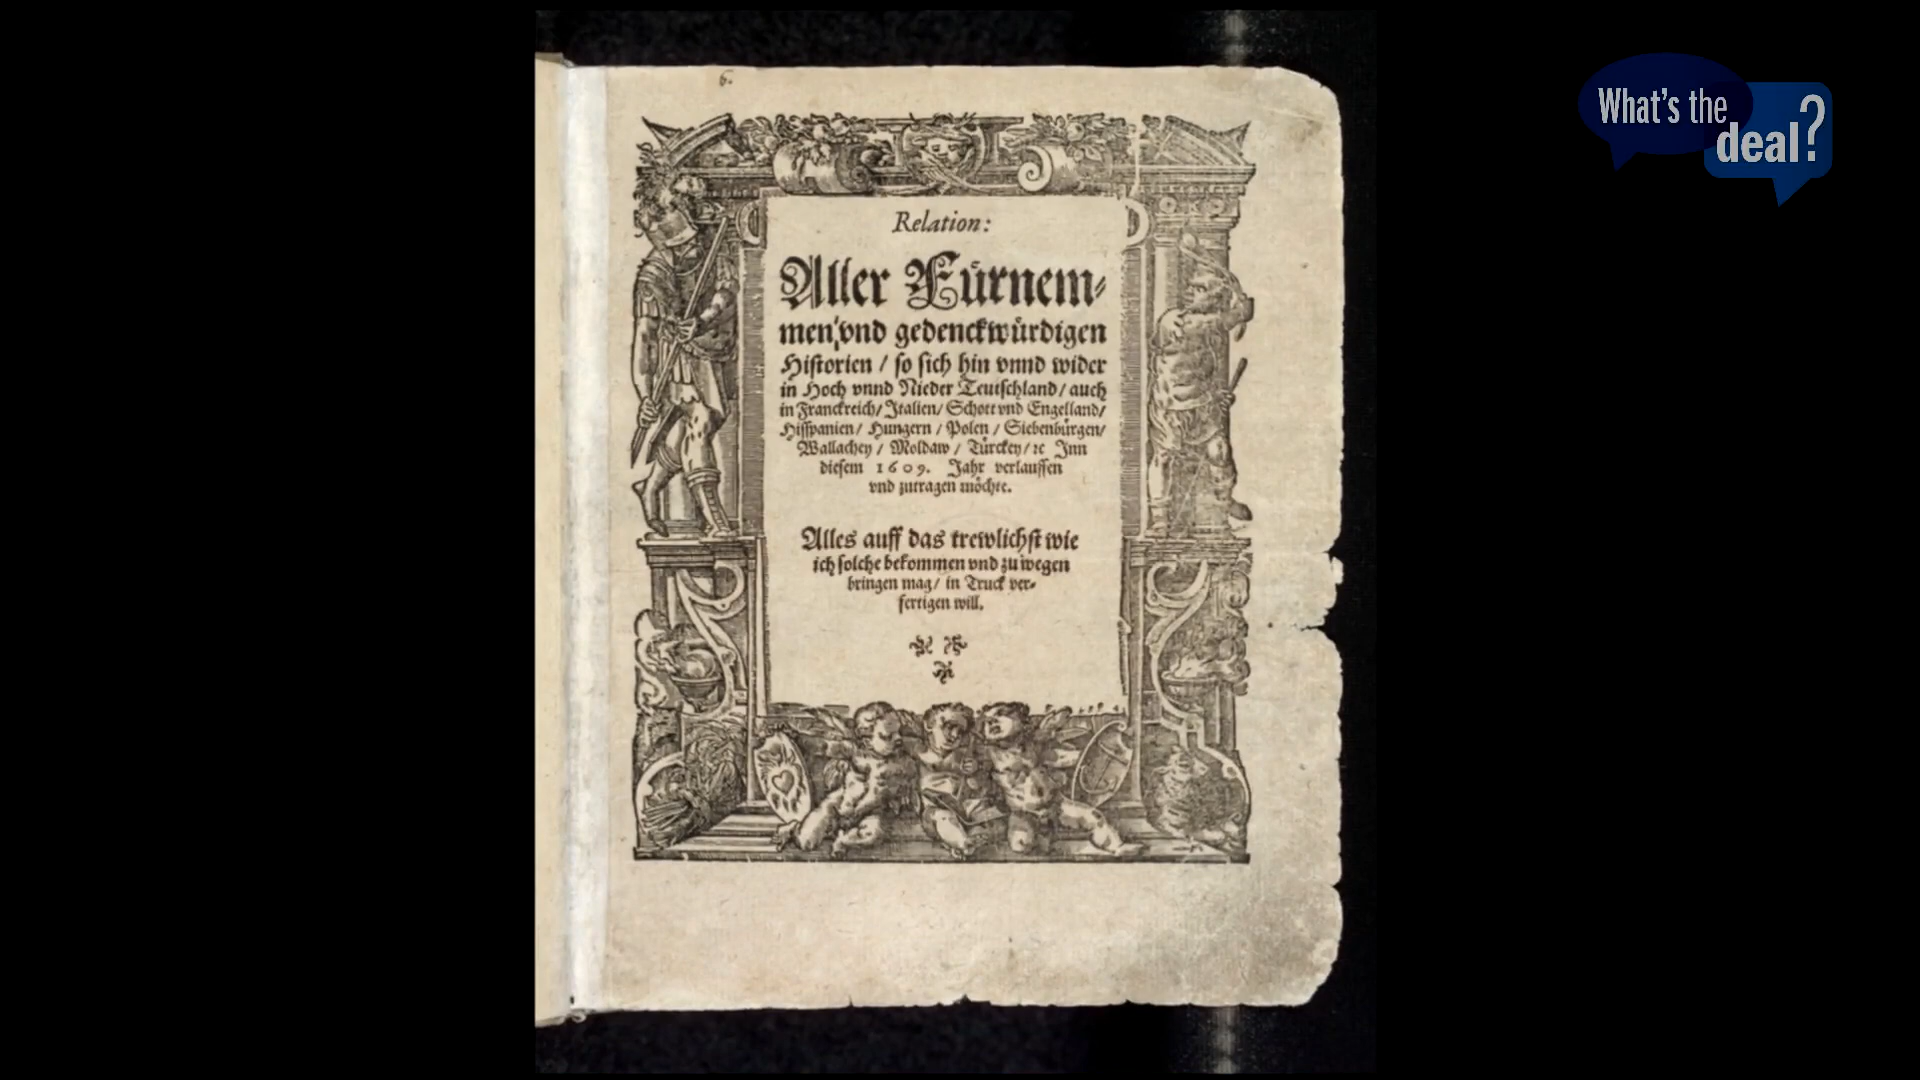 6.
Relation:
Aller Fürnem-
men, vnd gedenckwürdigen
Historien / so sich hin vnnd wider
in Hoch vnnd Nieder Teutschland / auch
in Franckreich / Italien / Schott vnd Engelland /
Hisspanien / Hungern / Polen / Siebenbürgen /
Wallachey / Moldaw / Türckey / ꝛc Inn
diesem 1609. Jahr verlauffen
vnd zutragen möchte.
Alles auff das trewlichst wie
ich solche bekommen vnd zu wegen
bringen mag / in Truck ver-
fertigen will.
What's the
deal?